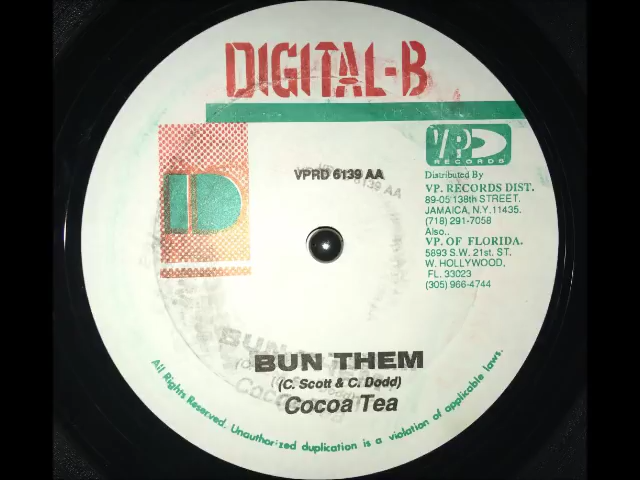 DIGITAL-B
VP
RECORDS
D
VPRD 6139 AA
Distributed By
VP. RECORDS DIST.
89-05 138th STREET,
JAMAICA, N.Y. 11435.
(718) 291-7058
Also..
VP. OF FLORIDA.
5893 S.W. 21st. ST.
W. HOLLYWOOD,
FL. 33023
(305) 966-4744
BUN THEM
(C. Scott & C. Dodd)
Cocoa Tea
All Rights Reserved. Unauthorized duplication is a violation of applicable laws.